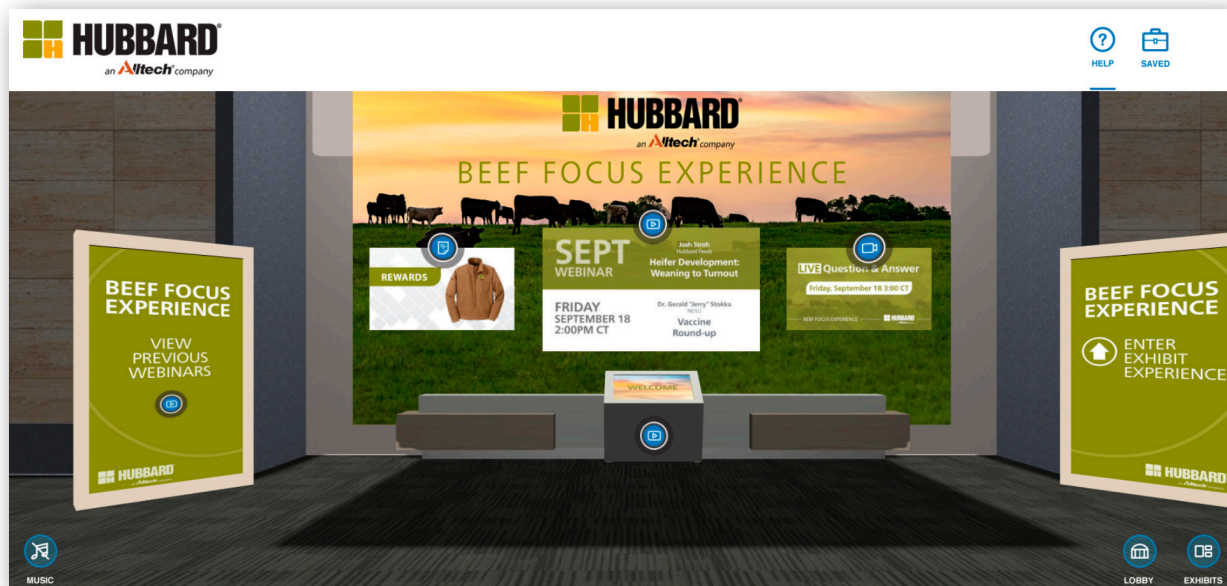 HUBBARD®
an Alltech® company
HELP
SAVED
HUBBARD®
an Alltech® company
BEEF FOCUS EXPERIENCE
BEEF FOCUS
EXPERIENCE
VIEW
PREVIOUS
WEBINARS
HUBBARD
REWARDS
SEPT
WEBINAR
Josh Stroh
Hubbard Feeds
Heifer Development:
Weaning to Turnout
FRIDAY
SEPTEMBER 18
2:00PM CT
Dr. Gerald "Jerry" Stokka
NDSU
Vaccine
Round-up
LIVE Question & Answer
Friday, September 18 3:00 CT
BEEF FOCUS EXPERIENCE
HUBBARD
WELCOME
BEEF FOCUS
EXPERIENCE
ENTER
EXHIBIT
EXPERIENCE
HUBBARD
MUSIC
LOBBY
EXHIBITS